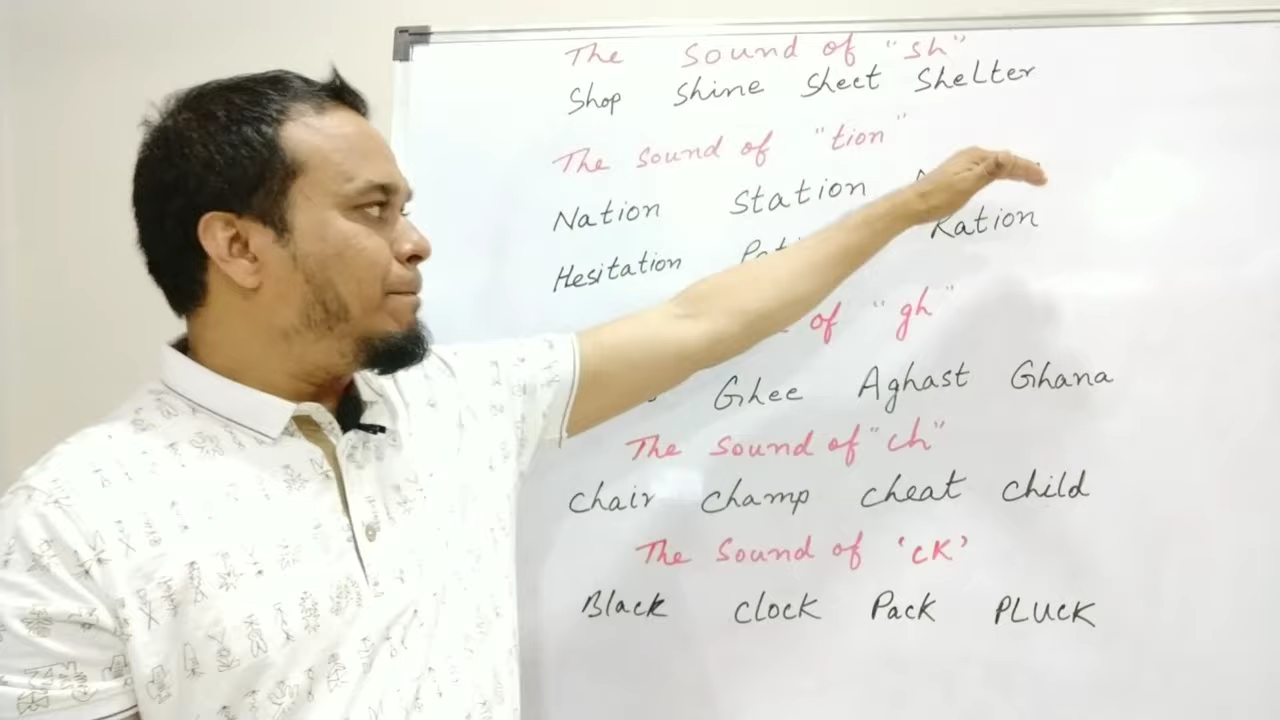 The Sound of "sh"
Shop Shine Sheet Shelter
The Sound of "tion"
Nation Station
Hesitation Ration
of "gh"
Ghee Aghast Ghana
The Sound of "ch"
Chair Champ Cheat Child
The Sound of 'cK'
Black Clock Pack PLUCK